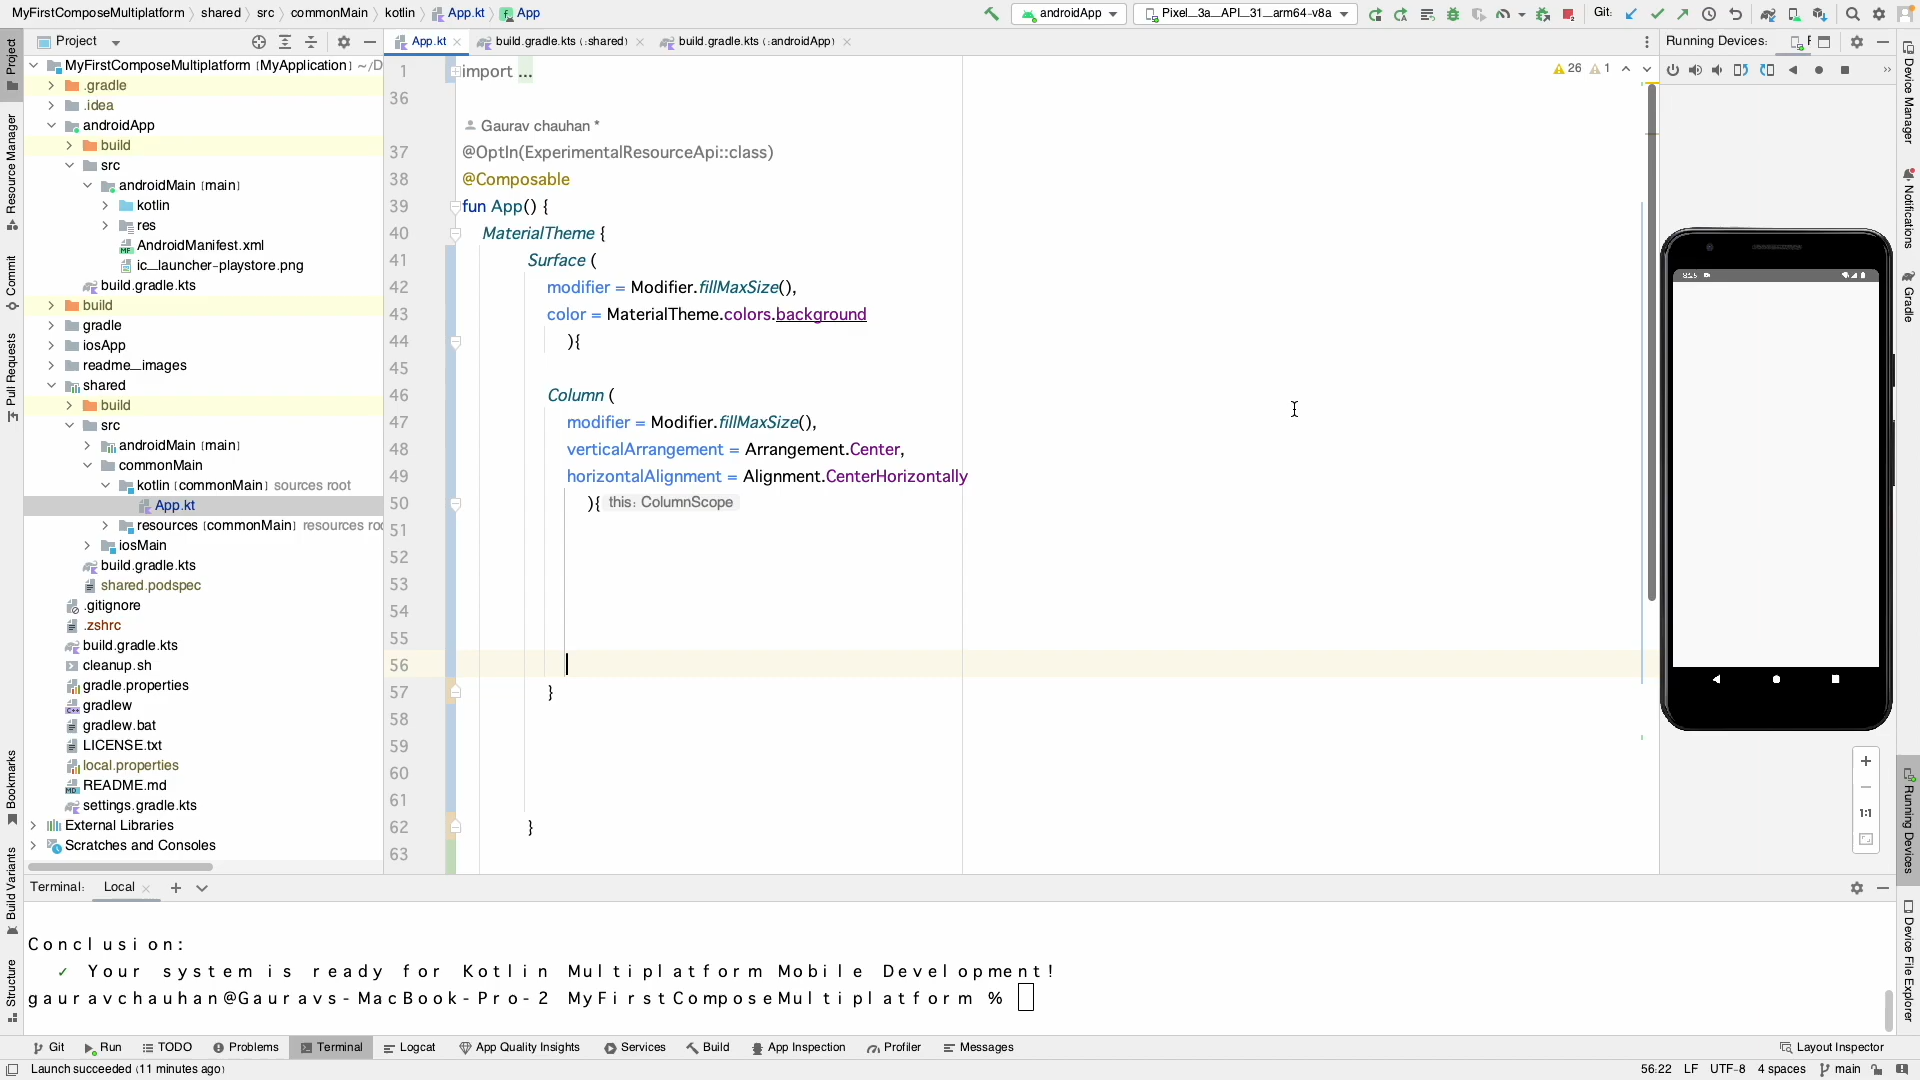 MyFirstComposeMultiplatform
shared
src
commonMain
kotlin
App.kt
App
androidApp
Pixel_3a_API_31_arm64-v8a
Git:
Project
App.kt
build.gradle.kts (:shared)
build.gradle.kts (:androidApp)
Running Devices:
MyFirstComposeMultiplatform [MyApplication] ~/D
.gradle
.idea
androidApp
build
src
androidMain [main]
kotlin
res
AndroidManifest.xml
ic_launcher-playstore.png
build.gradle.kts
build
gradle
iosApp
readme_images
shared
build
src
androidMain [main]
commonMain
kotlin [commonMain] sources root
App.kt
resources [commonMain] resources roo
iosMain
build.gradle.kts
shared.podspec
.gitignore
.zshrc
build.gradle.kts
cleanup.sh
gradle.properties
gradlew
gradlew.bat
LICENSE.txt
local.properties
README.md
settings.gradle.kts
External Libraries
Scratches and Consoles
1 import ...
36
Gaurav chauhan *
37 @OptIn(ExperimentalResourceApi::class)
38 @Composable
39 fun App() {
40 MaterialTheme {
41 Surface (
42 modifier = Modifier.fillMaxSize(),
43 color = MaterialTheme.colors.background
44 ){
45
46 Column (
47 modifier = Modifier.fillMaxSize(),
48 verticalArrangement = Arrangement.Center,
49 horizontalAlignment = Alignment.CenterHorizontally
50 ){ this: ColumnScope
51
52
53
54
55
56
57 }
58
59
60
61
62 }
63
26 1
8:25
1:1
Project
Resource Manager
Commit
Pull Requests
Bookmarks
Build Variants
Structure
Device Manager
Notifications
Gradle
Running Devices
Device File Explorer
Terminal: Local
Conclusion:
✓ Your system is ready for Kotlin Multiplatform Mobile Development!
gauravchauhan@Gauravs-MacBook-Pro-2 MyFirstComposeMultiplatform %
Git
Run
TODO
Problems
Terminal
Logcat
App Quality Insights
Services
Build
App Inspection
Profiler
Messages
Layout Inspector
Launch succeeded (11 minutes ago)
56:22 LF UTF-8 4 spaces main